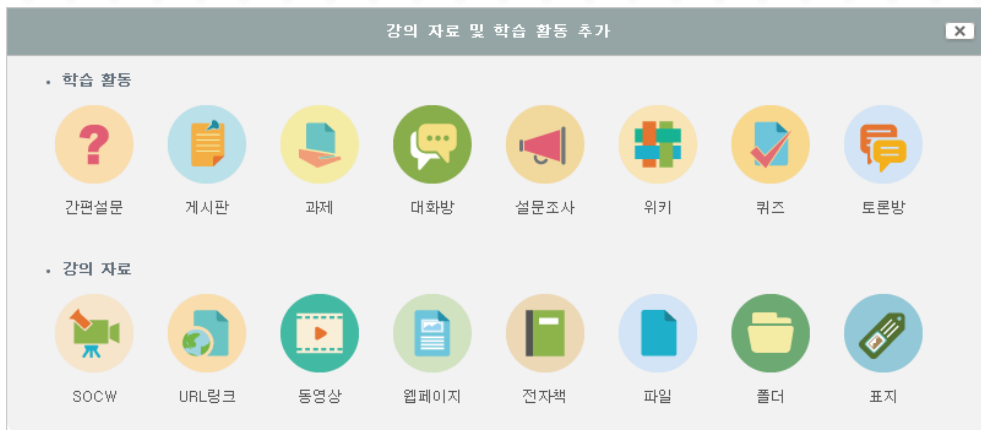 강의 자료 및 학습 활동 추가
학습 활동
간편설문 게시판 과제 대화방 설문조사 위키 퀴즈 토론방
강의 자료
SOCW URL링크 동영상 웹페이지 전자책 파일 폴더 표지